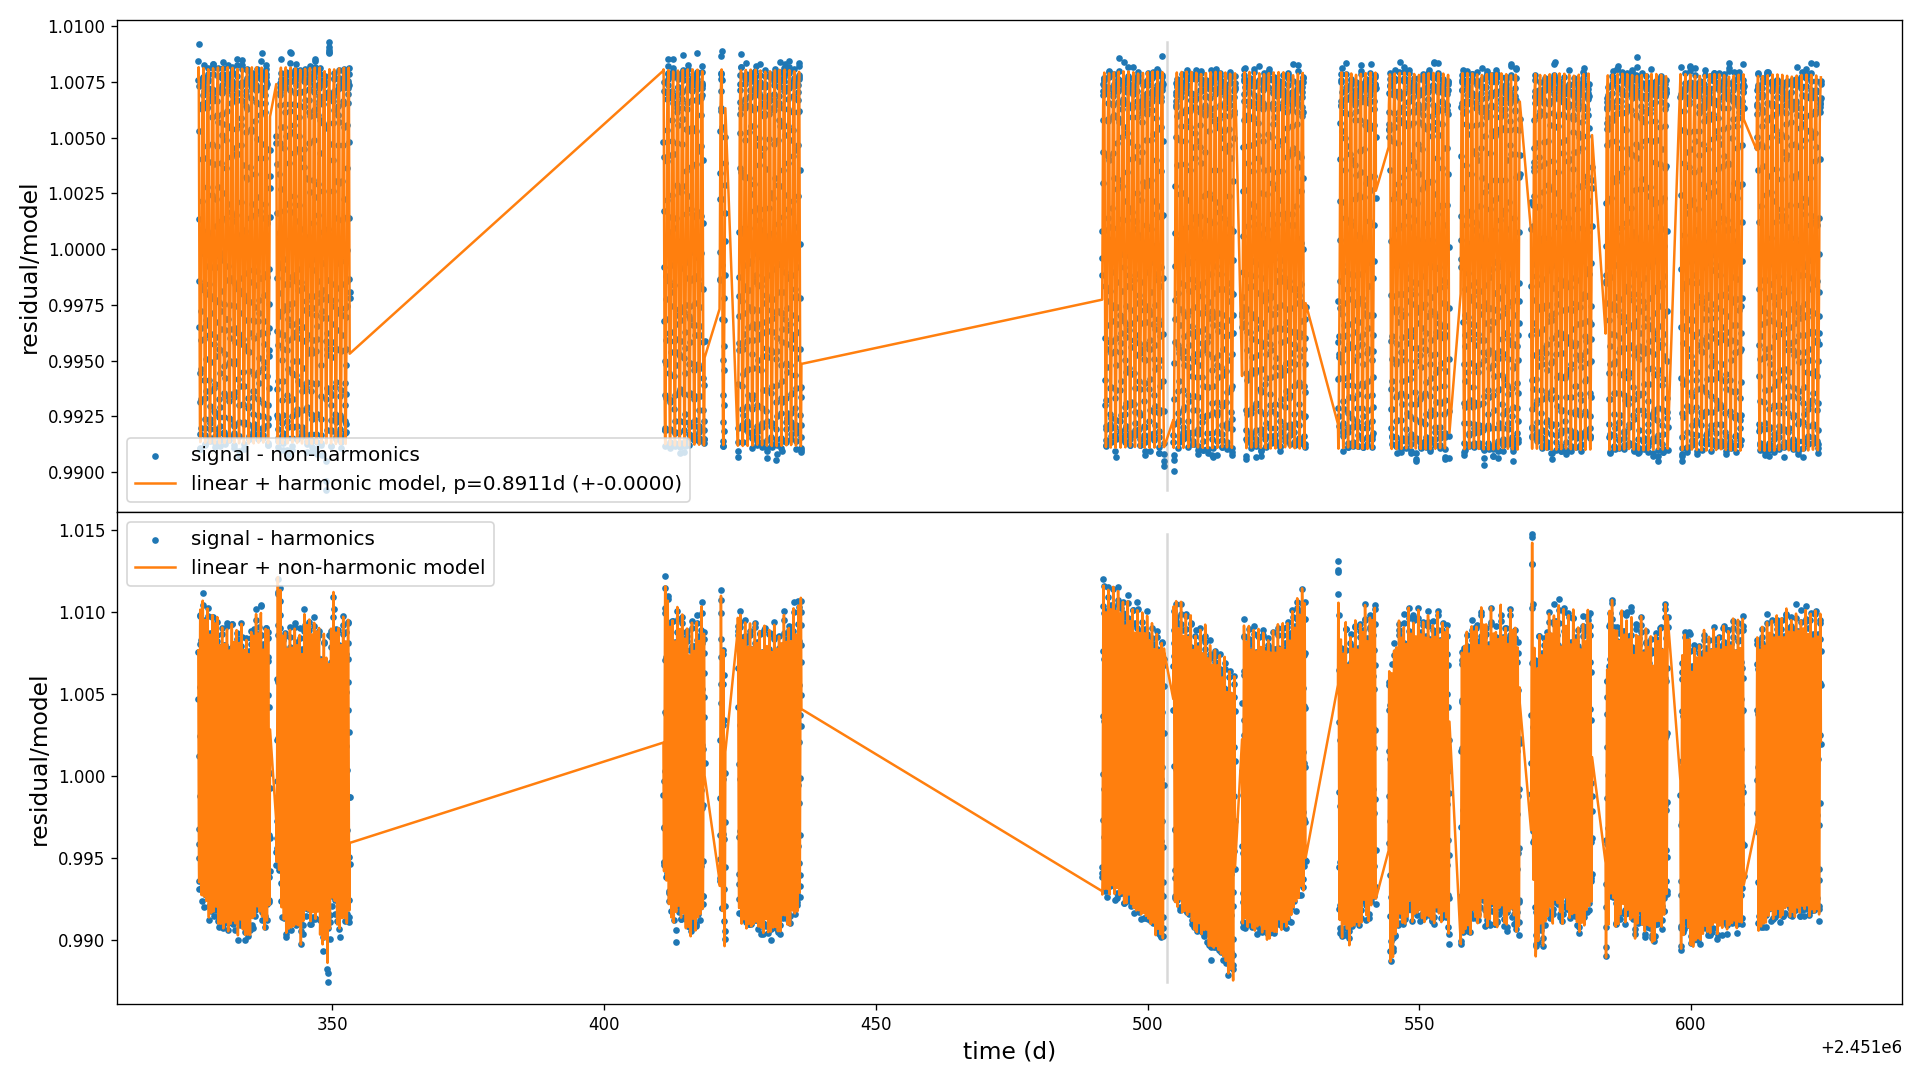 1.0100
1.0075
1.0050
1.0025
1.0000
0.9975
0.9950
0.9925
0.9900
residual/model
signal - non-harmonics
linear + harmonic model, p=0.8911d (+-0.0000)
1.015
1.010
1.005
1.000
0.995
0.990
residual/model
signal - harmonics
linear + non-harmonic model
350
400
450
500
550
600
time (d)
+2.451e6